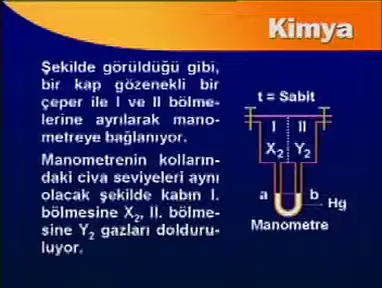 Kimya
Şekilde görüldüğü gibi,
bir kap gözenekli bir
çeper ile I ve II bölme-
lerine ayrılarak mano-
metreye bağlanıyor.
Manometrenin kolların-
daki civa seviyeleri aynı
olacak şekilde kabın I.
bölmesine X₂, II. bölme-
sine Y₂ gazları dolduru-
luyor.
t = Sabit
I II
X₂ Y₂
a b
Hg
Manometre